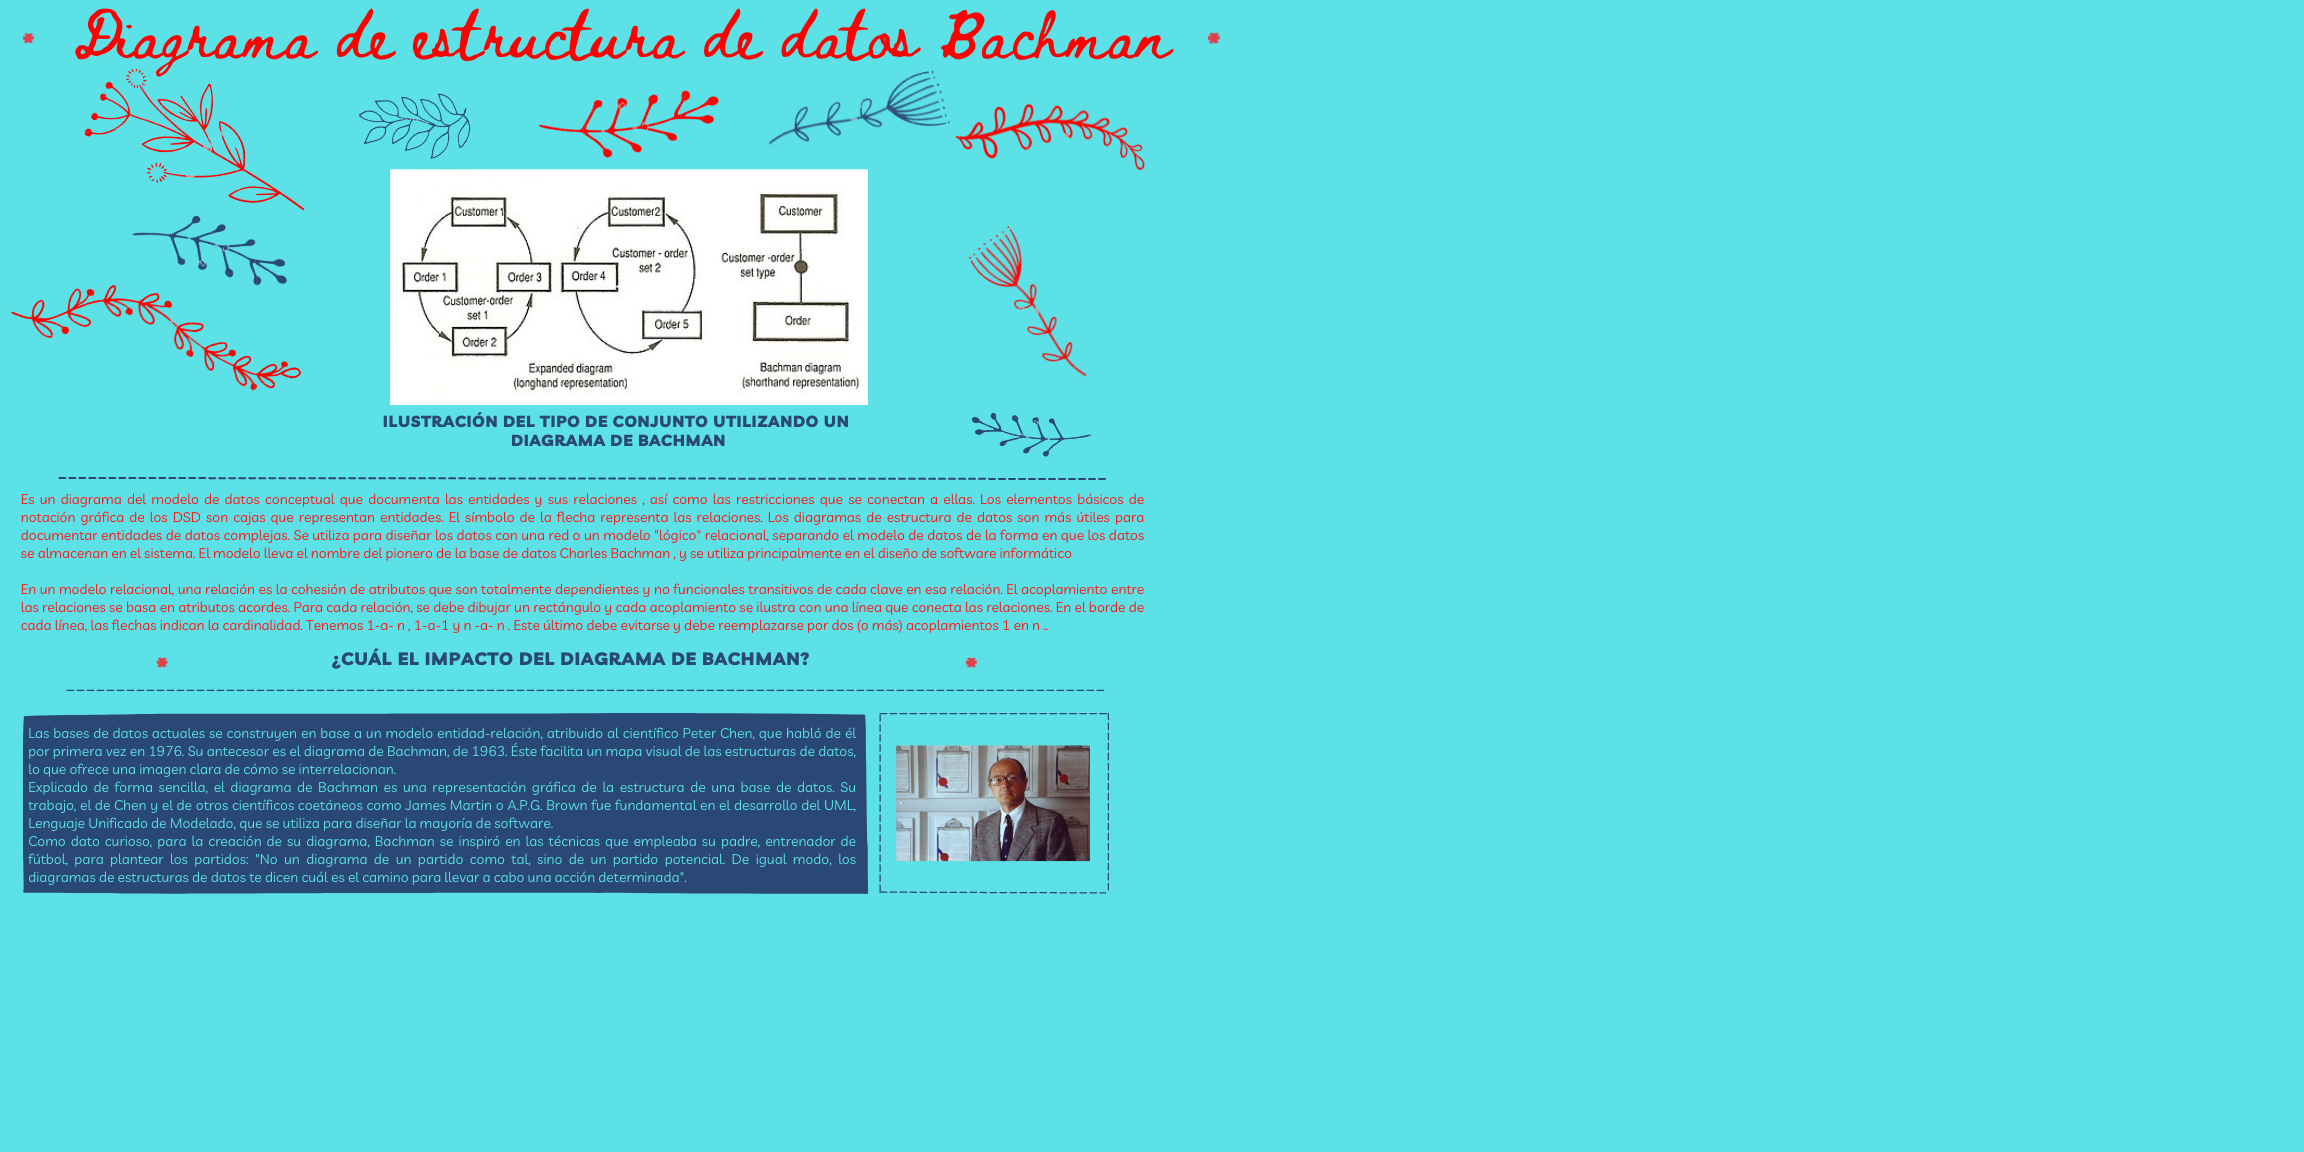 Diagrama de estructura de datos Bachman
Customer 1
Order 1
Order 3
Customer-order
set 1
Order 2
Customer2
Customer - order
set 2
Order 4
Order 5
Expanded diagram
(longhand representation)
Customer
Customer -order
set type
Order
Bachman diagram
(shorthand representation)
ILUSTRACIÓN DEL TIPO DE CONJUNTO UTILIZANDO UN
DIAGRAMA DE BACHMAN
Es un diagrama del modelo de datos conceptual que documenta las entidades y sus relaciones , así como las restricciones que se conectan a ellas. Los elementos básicos de
notación gráfica de los DSD son cajas que representan entidades. El símbolo de la flecha representa las relaciones. Los diagramas de estructura de datos son más útiles para
documentar entidades de datos complejas. Se utiliza para diseñar los datos con una red o un modelo "lógico" relacional, separando el modelo de datos de la forma en que los datos
se almacenan en el sistema. El modelo lleva el nombre del pionero de la base de datos Charles Bachman , y se utiliza principalmente en el diseño de software informático
En un modelo relacional, una relación es la cohesión de atributos que son totalmente dependientes y no funcionales transitivos de cada clave en esa relación. El acoplamiento entre
las relaciones se basa en atributos acordes. Para cada relación, se debe dibujar un rectángulo y cada acoplamiento se ilustra con una línea que conecta las relaciones. En el borde de
cada línea, las flechas indican la cardinalidad. Tenemos 1-a- n , 1-a-1 y n -a- n . Este último debe evitarse y debe reemplazarse por dos (o más) acoplamientos 1 en n ..
¿CUÁL EL IMPACTO DEL DIAGRAMA DE BACHMAN?
Las bases de datos actuales se construyen en base a un modelo entidad-relación, atribuido al científico Peter Chen, que habló de él
por primera vez en 1976. Su antecesor es el diagrama de Bachman, de 1963. Éste facilita un mapa visual de las estructuras de datos,
lo que ofrece una imagen clara de cómo se interrelacionan.
Explicado de forma sencilla, el diagrama de Bachman es una representación gráfica de la estructura de una base de datos. Su
trabajo, el de Chen y el de otros científicos coetáneos como James Martin o A.P.G. Brown fue fundamental en el desarrollo del UML,
Lenguaje Unificado de Modelado, que se utiliza para diseñar la mayoría de software.
Como dato curioso, para la creación de su diagrama, Bachman se inspiró en las técnicas que empleaba su padre, entrenador de
fútbol, para plantear los partidos: "No un diagrama de un partido como tal, sino de un partido potencial. De igual modo, los
diagramas de estructuras de datos te dicen cuál es el camino para llevar a cabo una acción determinada".